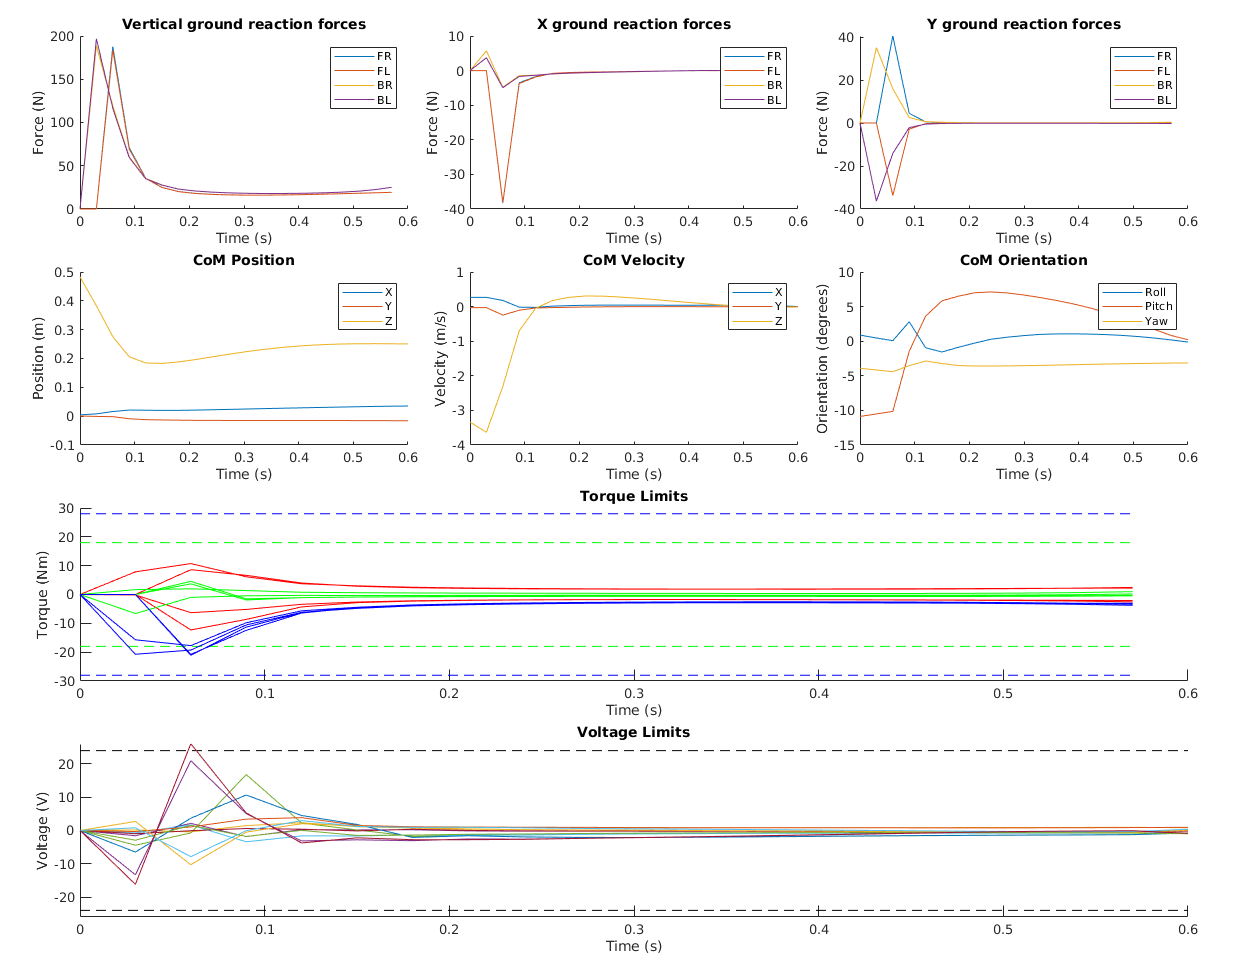 Vertical ground reaction forces
200
150
100
50
0
0 0.1 0.2 0.3 0.4 0.5 0.6
Force (N)
Time (s)
FR
FL
BR
BL
X ground reaction forces
10
0
-10
-20
-30
-40
0 0.1 0.2 0.3 0.4 0.5 0.6
Force (N)
Time (s)
FR
FL
BR
BL
Y ground reaction forces
40
20
0
-20
-40
0 0.1 0.2 0.3 0.4 0.5 0.6
Force (N)
Time (s)
FR
FL
BR
BL
CoM Position
0.5
0.4
0.3
0.2
0.1
0
-0.1
0 0.1 0.2 0.3 0.4 0.5 0.6
Position (m)
Time (s)
X
Y
Z
CoM Velocity
1
0
-1
-2
-3
-4
0 0.1 0.2 0.3 0.4 0.5 0.6
Velocity (m/s)
Time (s)
X
Y
Z
CoM Orientation
10
5
0
-5
-10
-15
0 0.1 0.2 0.3 0.4 0.5 0.6
Orientation (degrees)
Time (s)
Roll
Pitch
Yaw
Torque Limits
30
20
10
0
-10
-20
-30
0 0.1 0.2 0.3 0.4 0.5 0.6
Torque (Nm)
Time (s)
Voltage Limits
20
10
0
-10
-20
0 0.1 0.2 0.3 0.4 0.5 0.6
Voltage (V)
Time (s)